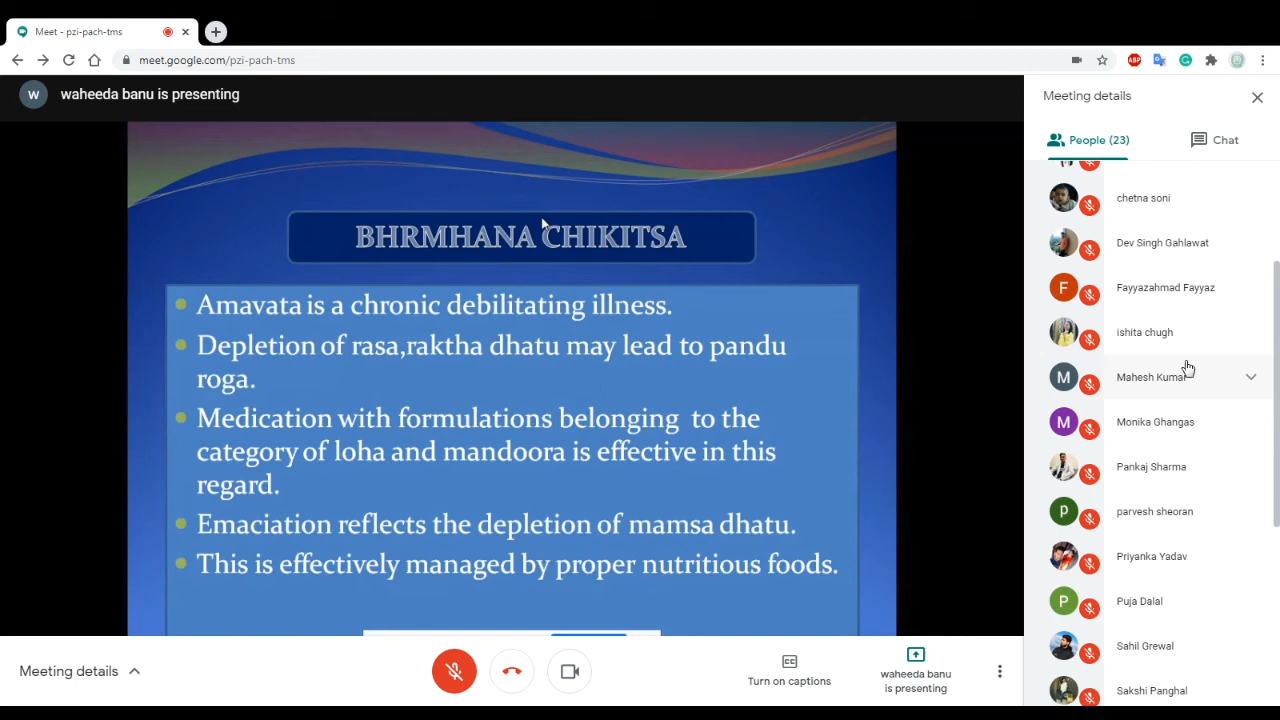 Meet - pzi-pach-tms
meet.google.com/pzi-pach-tms
ABP
W
waheeda banu is presenting
BHRMHANA CHIKITSA
Amavata is a chronic debilitating illness.
Depletion of rasa,raktha dhatu may lead to pandu
roga.
Medication with formulations belonging to the
category of loha and mandoora is effective in this
regard.
Emaciation reflects the depletion of mamsa dhatu.
This is effectively managed by proper nutritious foods.
Meeting details
People (23)
Chat
chetna soni
Dev Singh Gahlawat
F
Fayyazahmad Fayyaz
ishita chugh
M
Mahesh Kumar
M
Monika Ghangas
Pankaj Sharma
p
parvesh sheoran
Priyanka Yadav
P
Puja Dalal
Sahil Grewal
Sakshi Panghal
Meeting details
Turn on captions
waheeda banu
is presenting